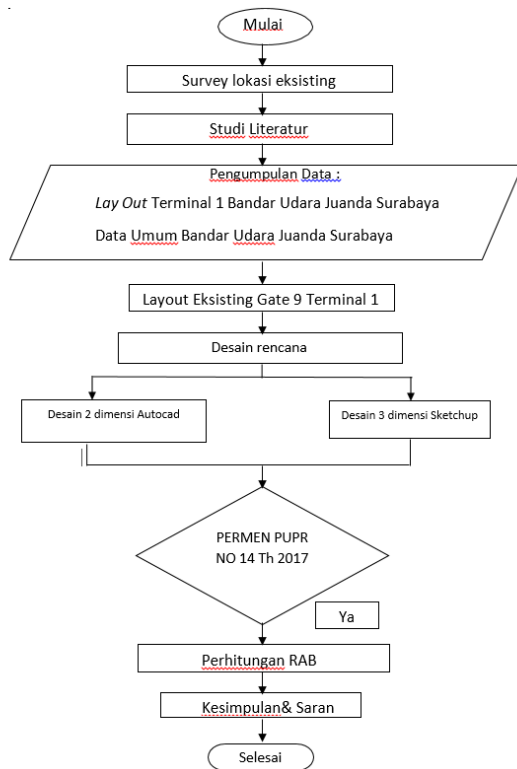 Mulai
Survey lokasi eksisting
Studi Literatur
Pengumpulan Data :
Lay Out Terminal 1 Bandar Udara Juanda Surabaya
Data Umum Bandar Udara Juanda Surabaya
Layout Eksisting Gate 9 Terminal 1
Desain rencana
Desain 2 dimensi Autocad
Desain 3 dimensi Sketchup
PERMEN PUPR
NO 14 Th 2017
Ya
Perhitungan RAB
Kesimpulan& Saran
Selesai